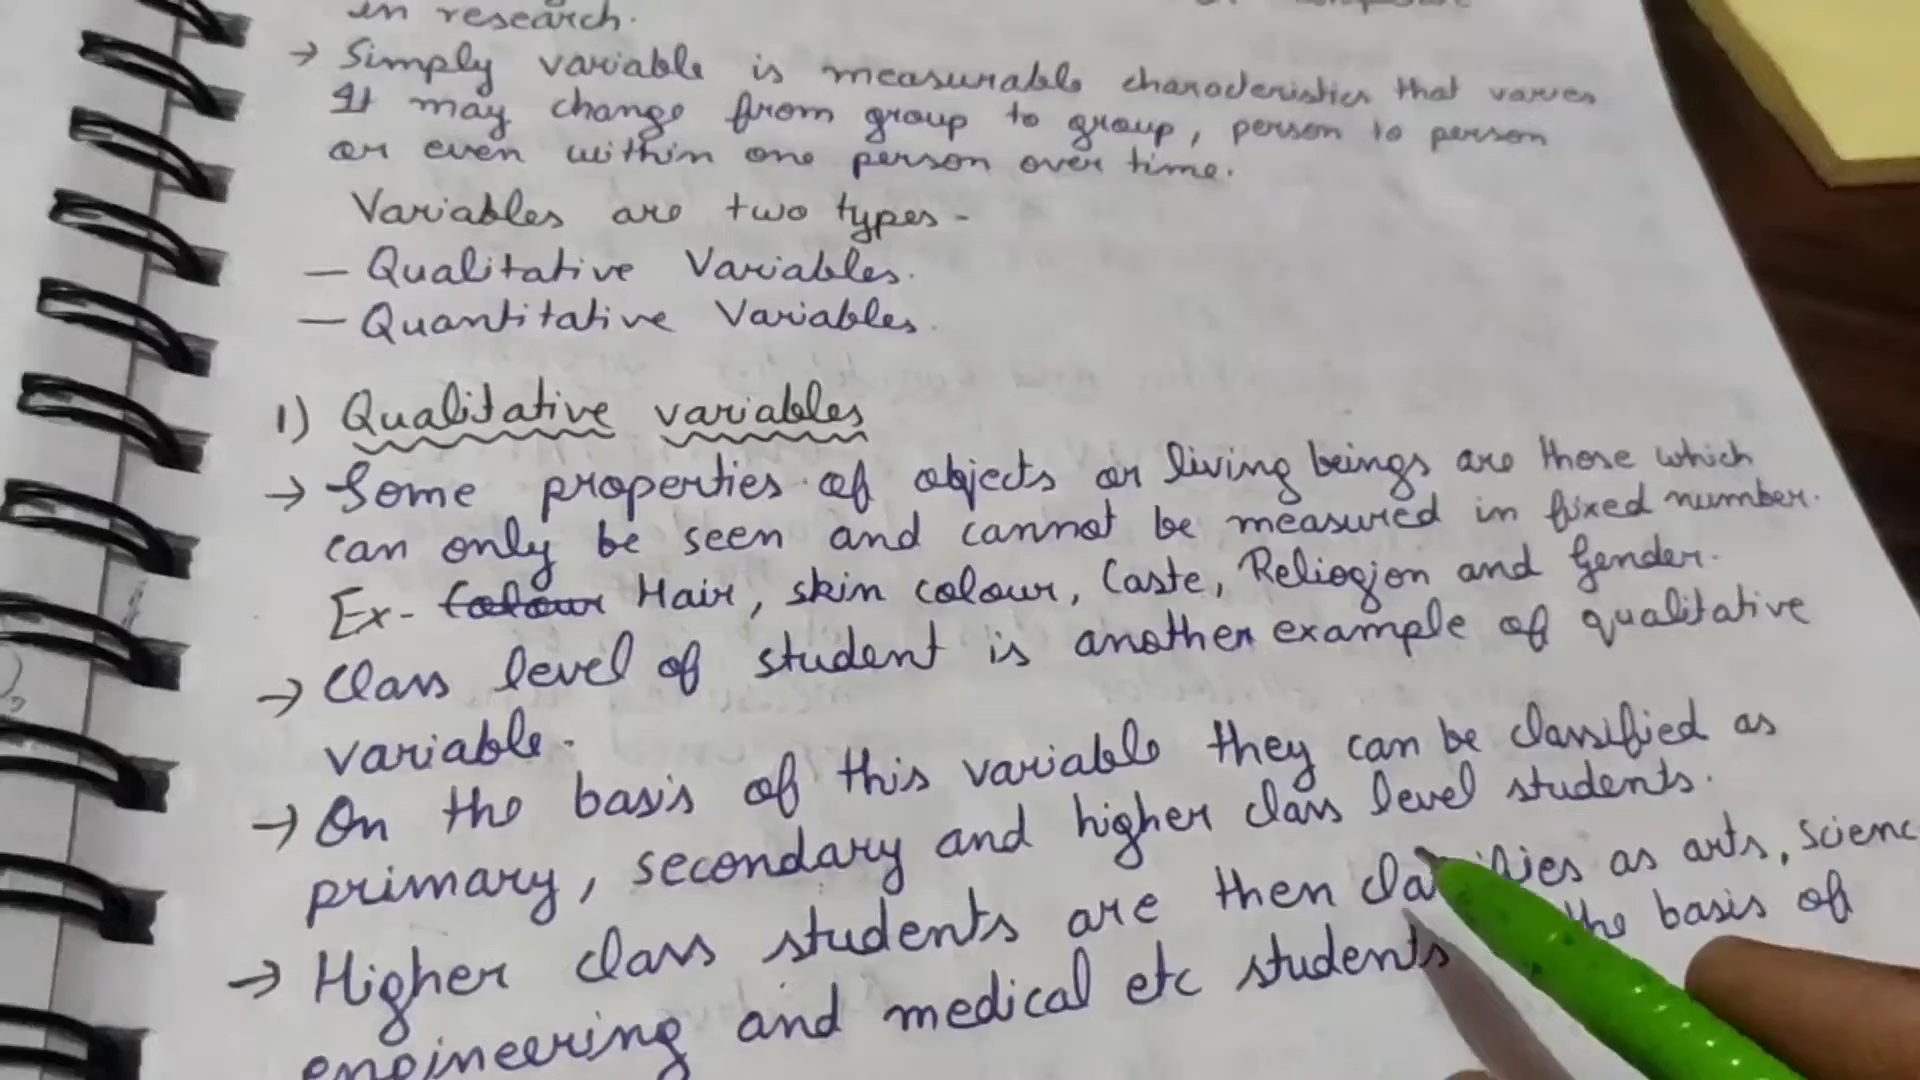 in research.
→ Simply variable is measurable characteristics that varies
It may change from group to group, person to person
or even within one person over time.
Variables are two types -
— Qualitative Variables.
— Quantitative Variables.
1) Qualitative variables
→ Some properties of objects or living beings are those which
can only be seen and cannot be measured in fixed number.
Ex- Hair, skin colour, Caste, Religion and Gender.
→ Class level of student is another example of qualitative
variable.
→ On the basis of this variable they can be classified as
primary, secondary and higher class level students.
→ Higher class students are then as arts, scienc
engineering and medical etc students the basis of